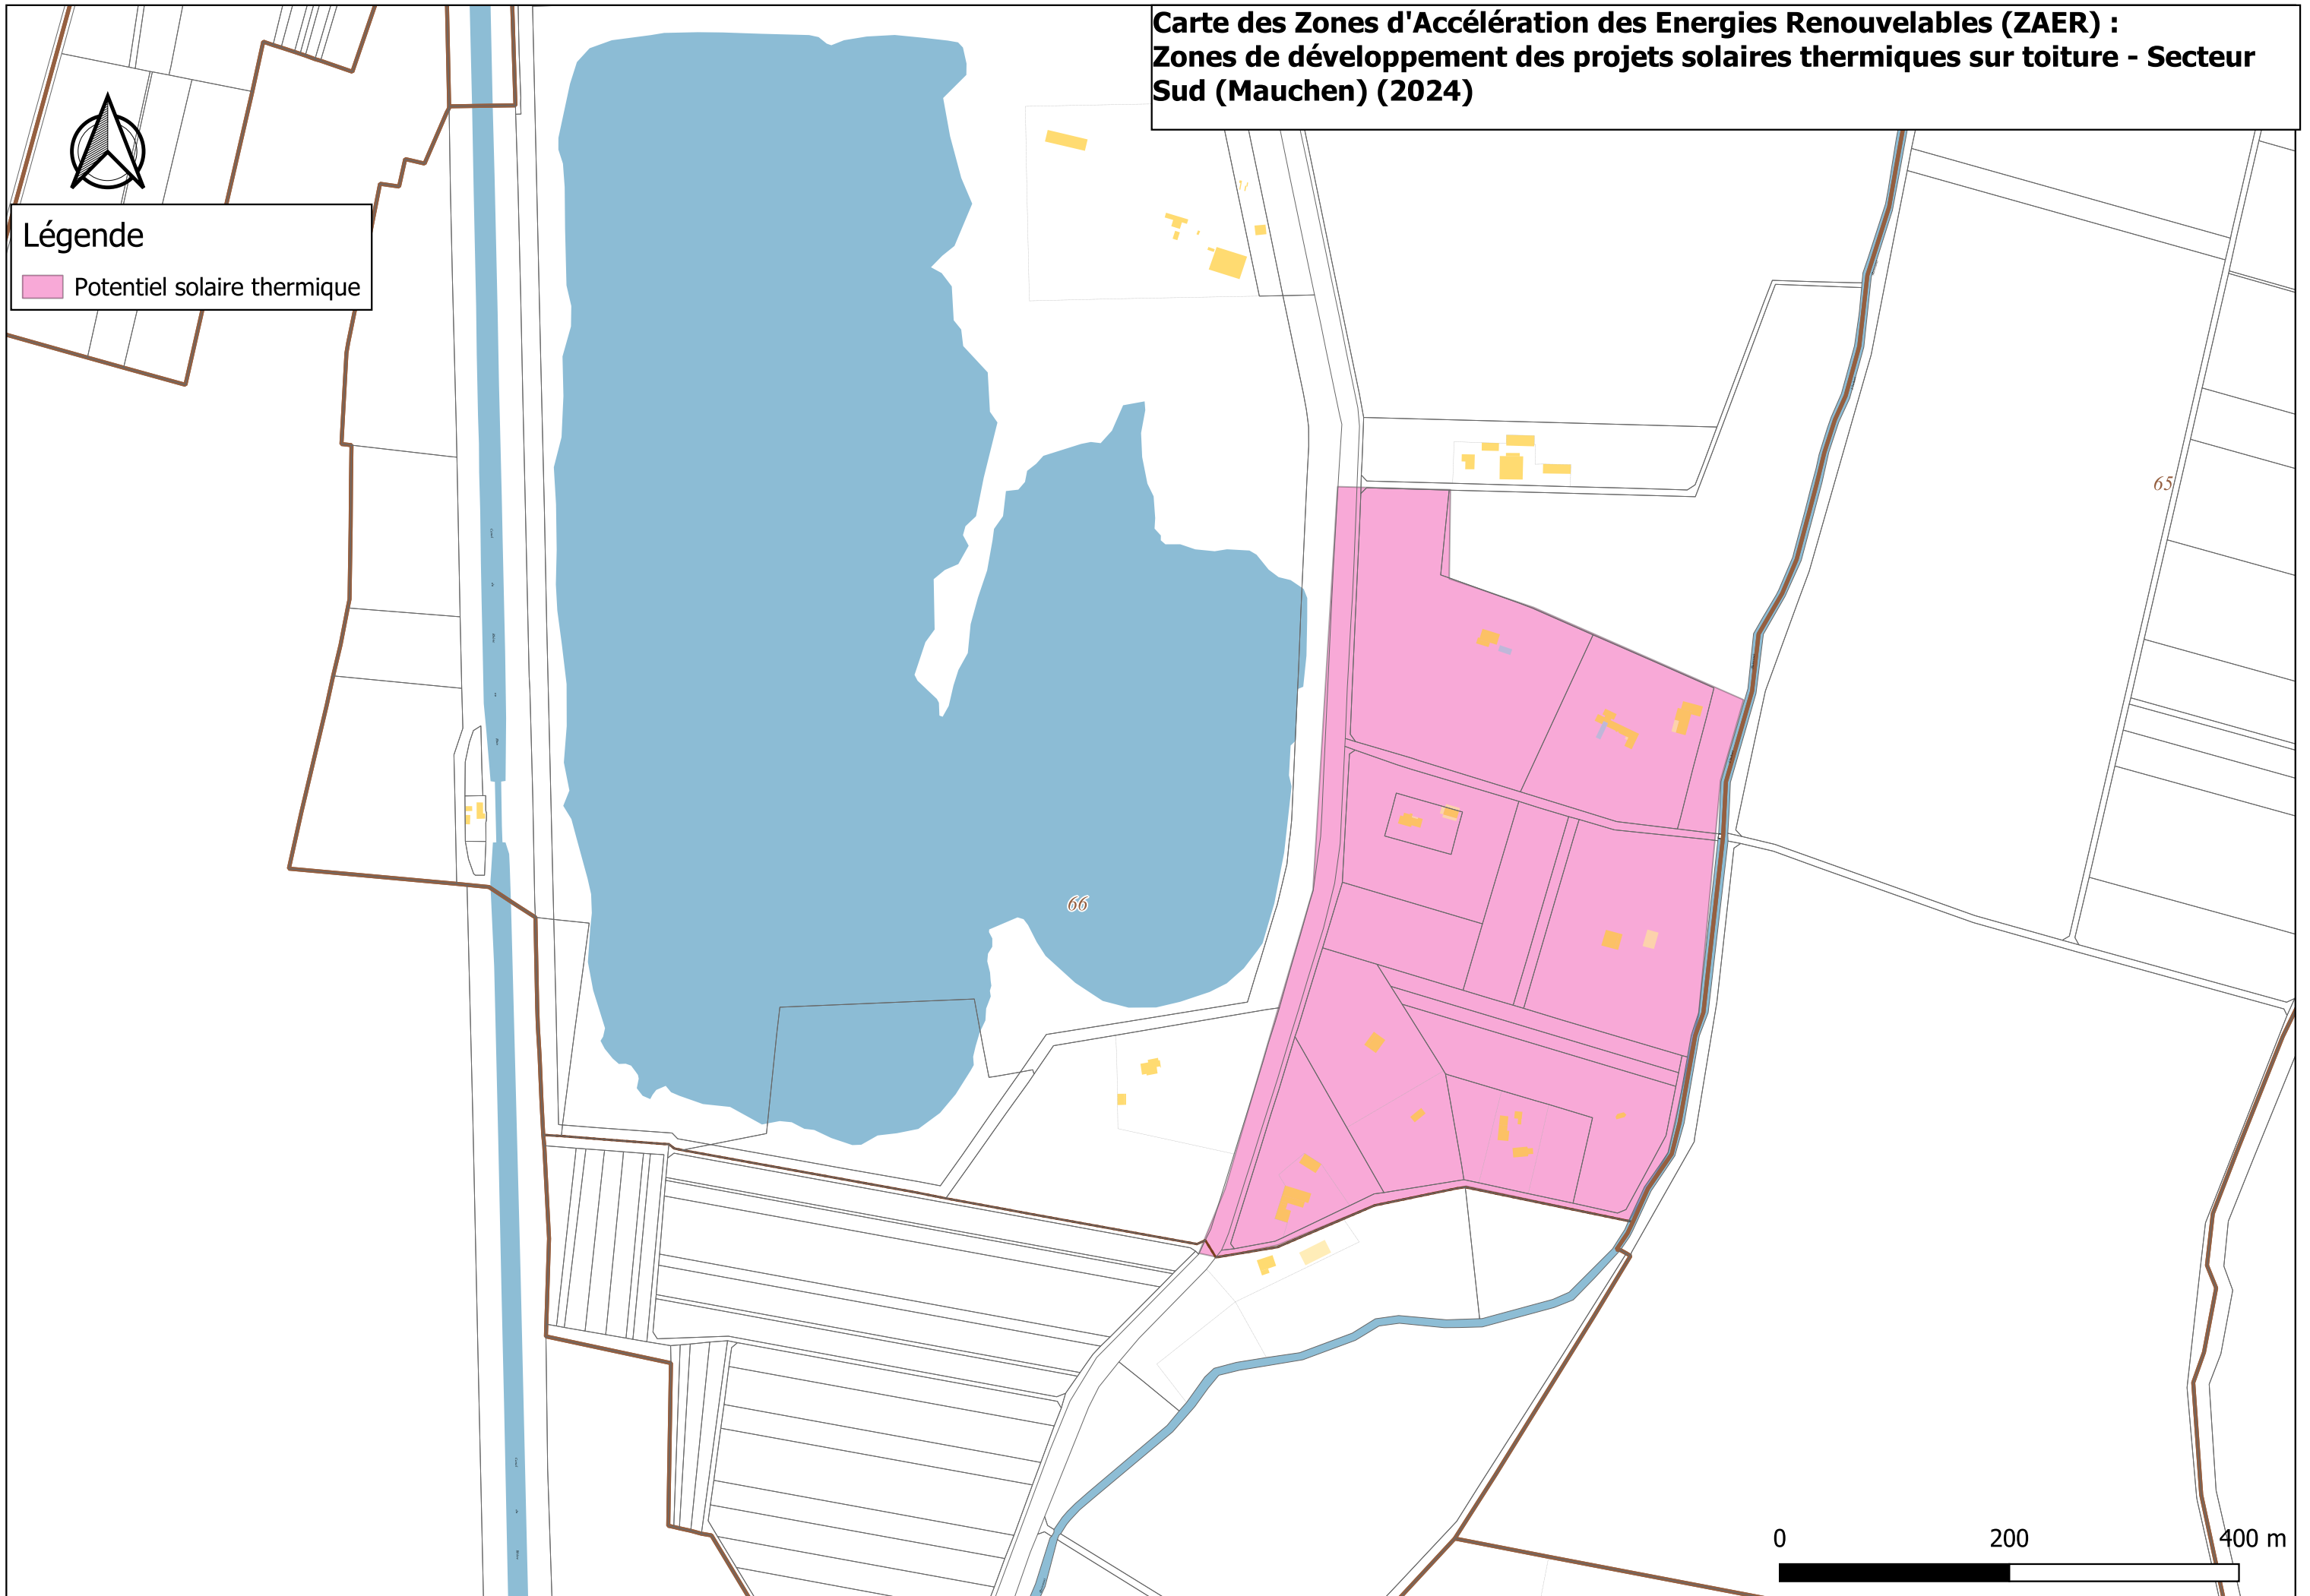 Carte des Zones d'Accélération des Energies Renouvelables (ZAER) :
Zones de développement des projets solaires thermiques sur toiture - Secteur
Sud (Mauchen) (2024)
Légende
Potentiel solaire thermique
65
66
0 200 400 m